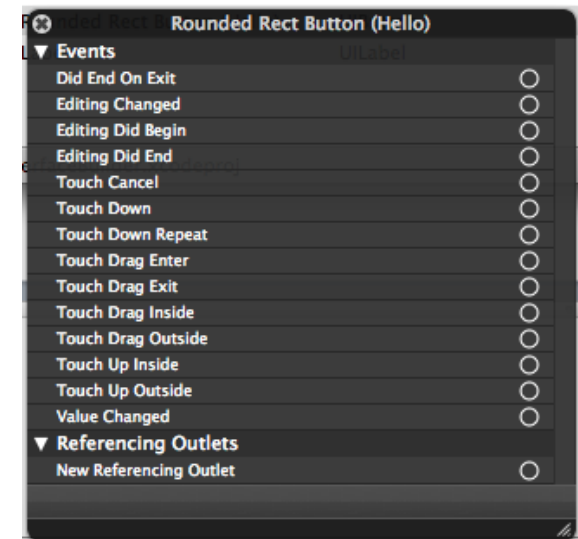 Rounded Rect Button (Hello)
Events
UILabel
Did End On Exit
Editing Changed
Editing Did Begin
Editing Did End
Touch Cancel
Touch Down
Touch Down Repeat
Touch Drag Enter
Touch Drag Exit
Touch Drag Inside
Touch Drag Outside
Touch Up Inside
Touch Up Outside
Value Changed
Referencing Outlets
New Referencing Outlet